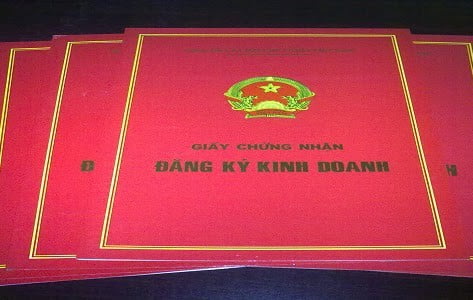 GIẤY CHỨNG NHẬN
ĐĂNG KÝ KINH DOANH